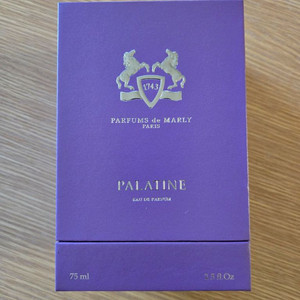 1743
PARFUMS de MARLY
PARIS
PALATINE
EAU DE PARFUM
75 ml
2.5 fl Oz